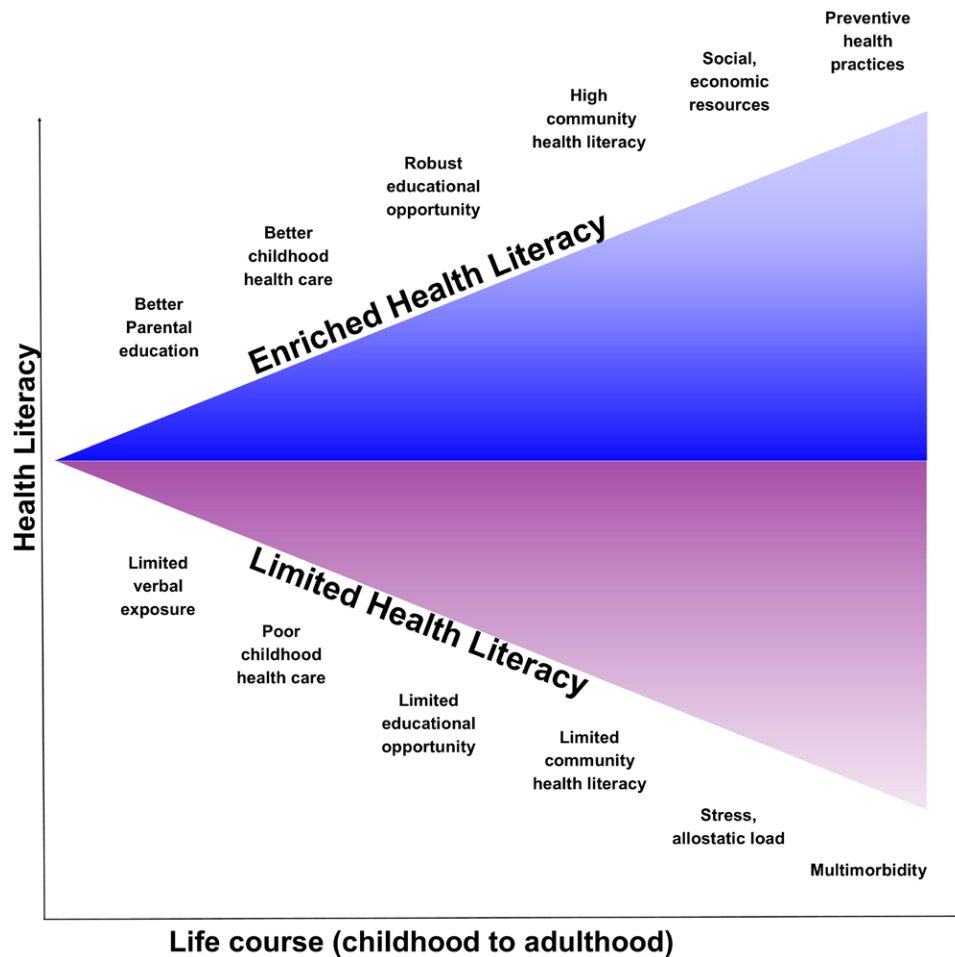 Preventive
health
practices
Social,
economic
resources
High
community
health literacy
Robust
educational
opportunity
Better
childhood
health care
Better
Parental
education
Enriched Health Literacy
Health Literacy
Limited Health Literacy
Limited
verbal
exposure
Poor
childhood
health care
Limited
educational
opportunity
Limited
community
health literacy
Stress,
allostatic load
Multimorbidity
Life course (childhood to adulthood)